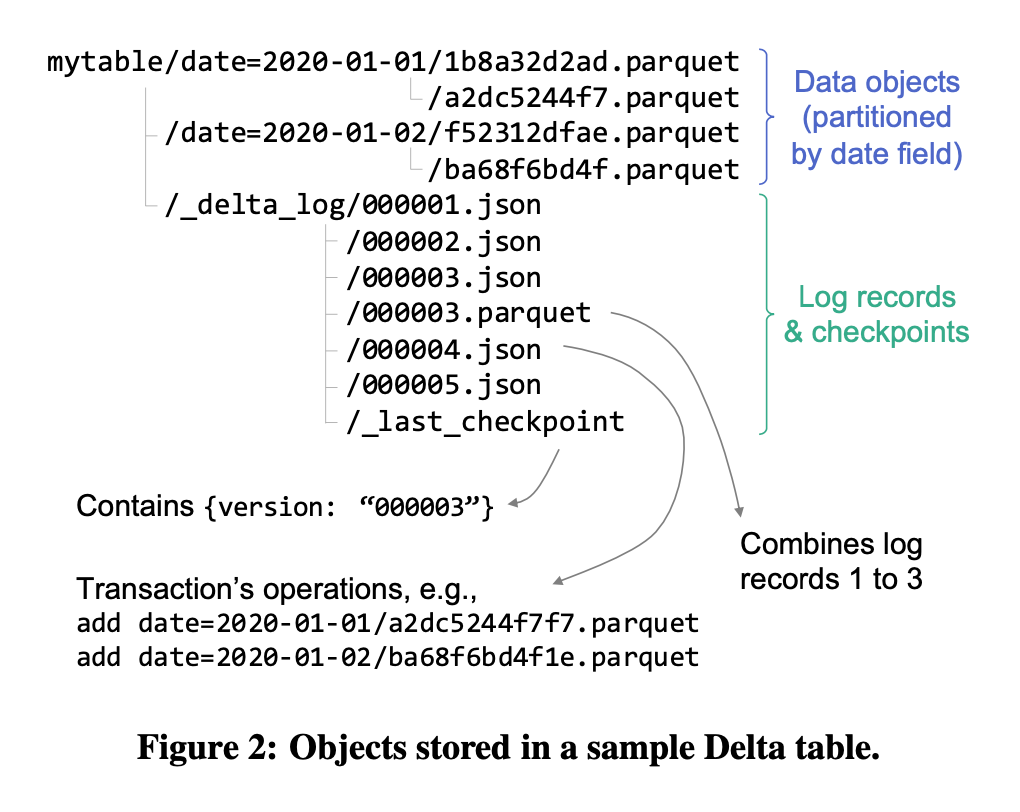 mytable/date=2020-01-01/1b8a32d2ad.parquet
/a2dc5244f7.parquet
/date=2020-01-02/f52312dfae.parquet
/ba68f6bd4f.parquet
/_delta_log/000001.json
/000002.json
/000003.json
/000003.parquet
/000004.json
/000005.json
/_last_checkpoint
Data objects
(partitioned
by date field)
Log records
& checkpoints
Contains {version: “000003”}
Combines log
records 1 to 3
Transaction’s operations, e.g.,
add date=2020-01-01/a2dc5244f7f7.parquet
add date=2020-01-02/ba68f6bd4f1e.parquet
Figure 2: Objects stored in a sample Delta table.